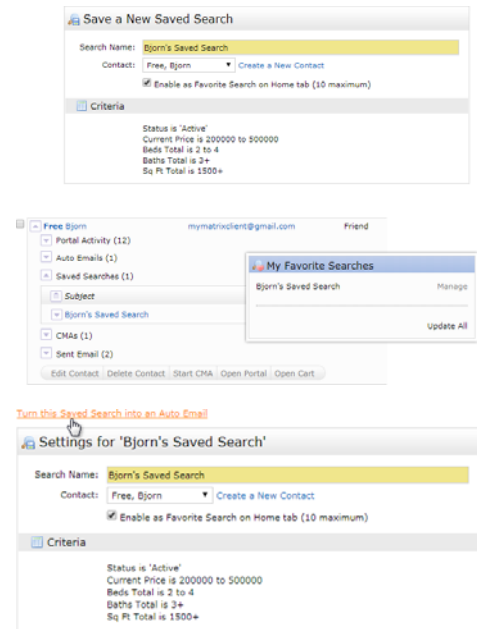 Save a New Saved Search
Search Name: Bjorn's Saved Search
Contact: Free, Bjorn Create a New Contact
Enable as Favorite Search on Home tab (10 maximum)
Criteria
Status is 'Active'
Current Price is 200000 to 500000
Beds Total is 2 to 4
Baths Total is 3+
Sq Ft Total is 1500+
Free Bjorn mymatrixclient@gmail.com Friend
Portal Activity (12)
Auto Emails (1)
Saved Searches (1)
Subject
Bjorn's Saved Search
CMAs (1)
Sent Email (2)
Edit Contact Delete Contact Start CMA Open Portal Open Cart
My Favorite Searches
Bjorn's Saved Search Manage
Update All
Turn this Saved Search into an Auto Email
Settings for 'Bjorn's Saved Search'
Search Name: Bjorn's Saved Search
Contact: Free, Bjorn Create a New Contact
Enable as Favorite Search on Home tab (10 maximum)
Criteria
Status is 'Active'
Current Price is 200000 to 500000
Beds Total is 2 to 4
Baths Total is 3+
Sq Ft Total is 1500+